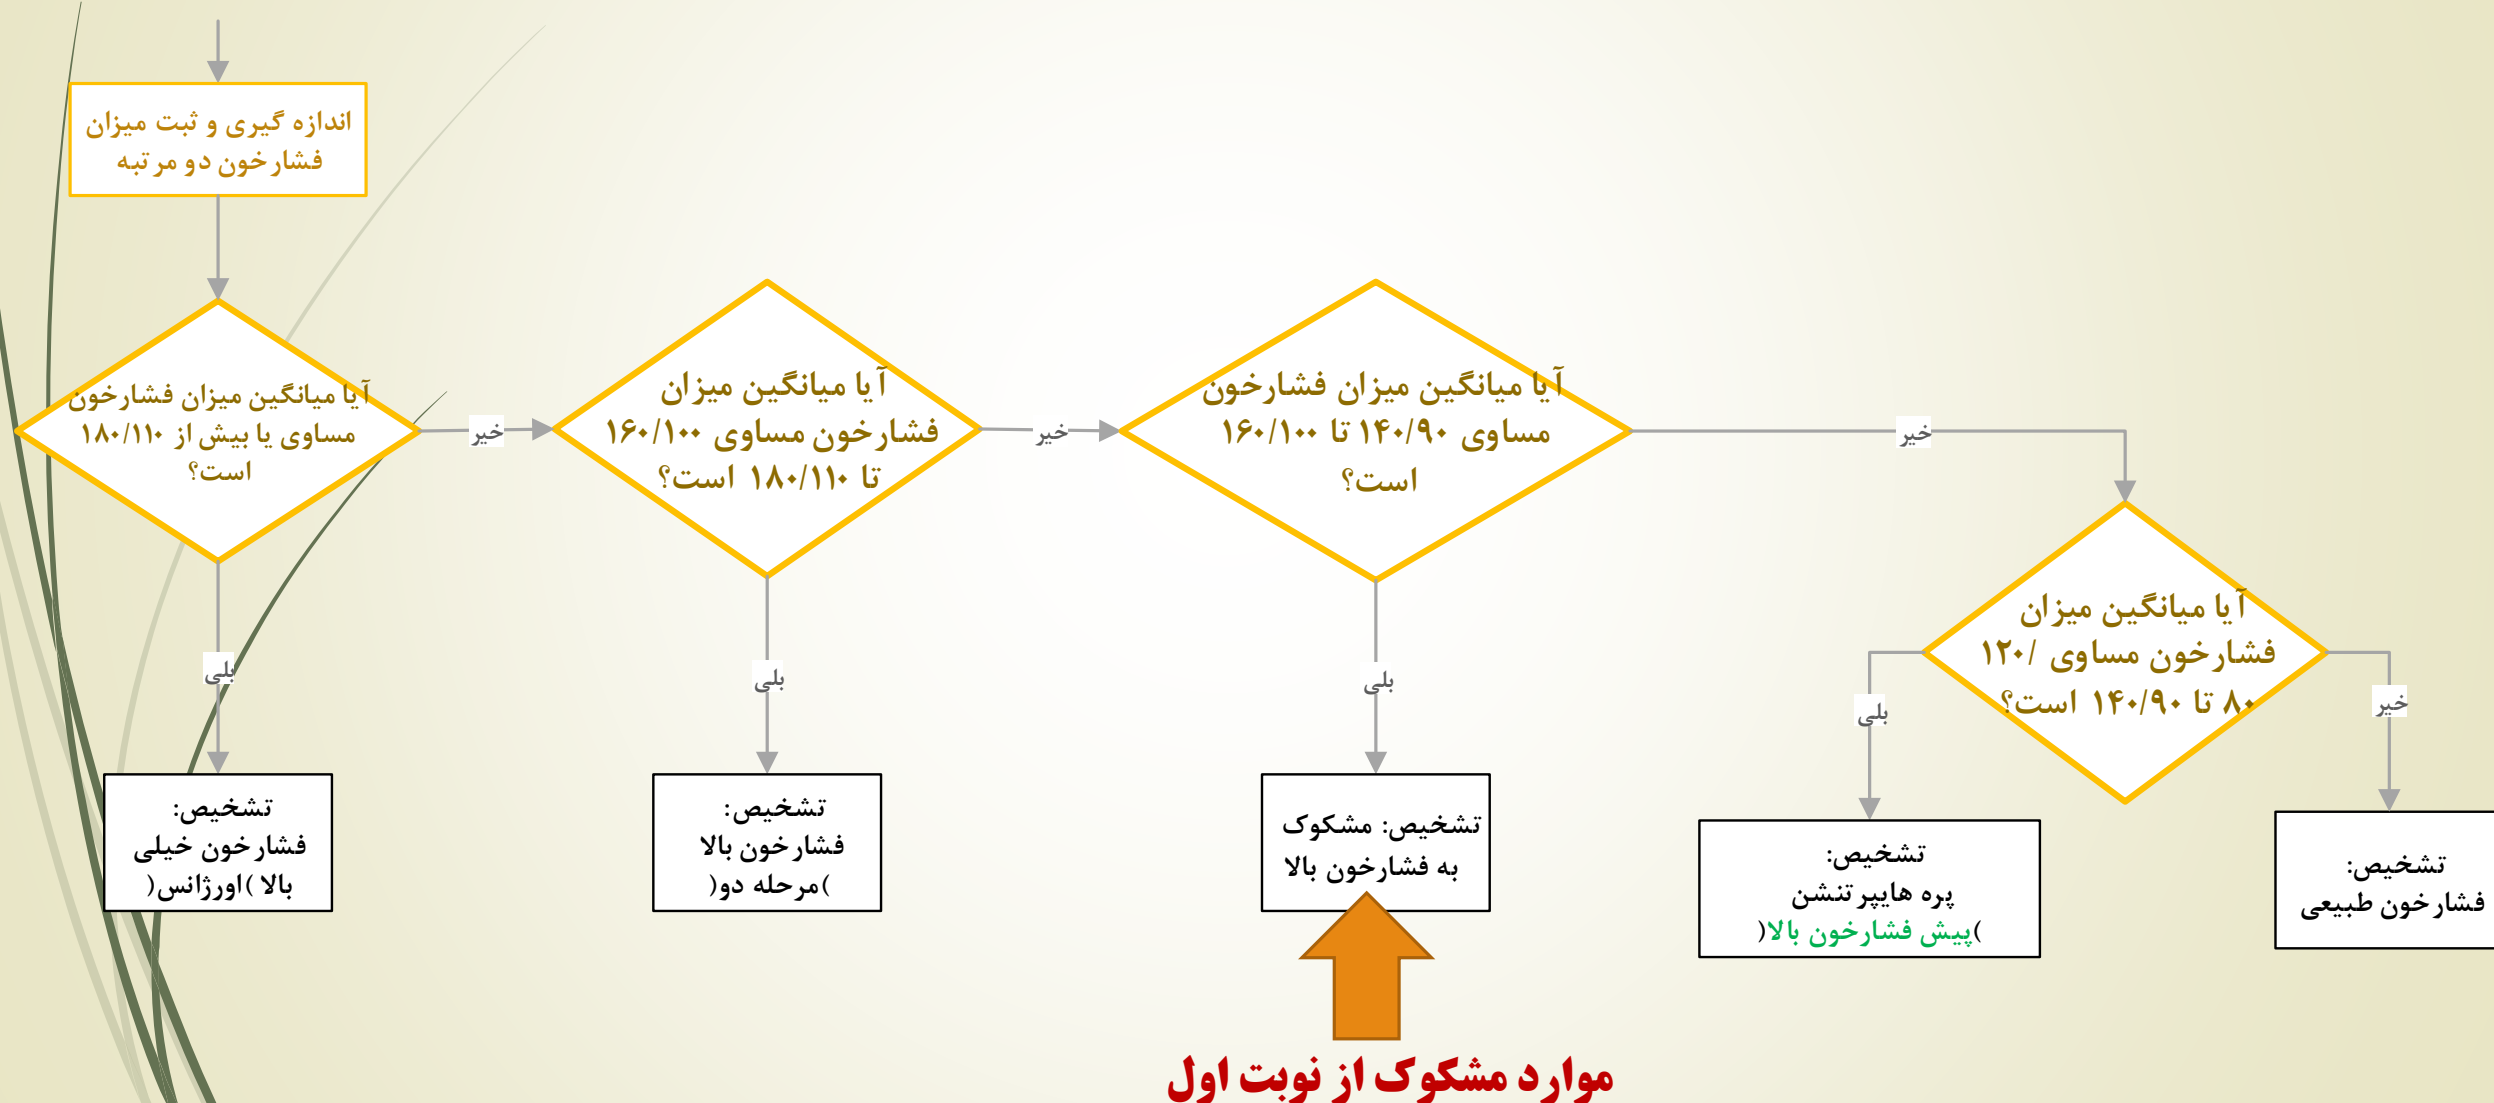 اندازه گیری و ثبت میزان
فشارخون دو مرتبه
آیا میانگین میزان فشارخون
مساوی یا بیش از ۱۸۰/۱۱۰
است؟
خیر
آیا میانگین میزان
فشارخون مساوی ۱۶۰/۱۰۰
تا ۱۸۰/۱۱۰ است؟
خیر
آیا میانگین میزان فشارخون
مساوی ۱۴۰/۹۰ تا ۱۶۰/۱۰۰
است؟
خیر
آیا میانگین میزان
فشارخون مساوی ۱۲۰/
۸۰ تا ۱۴۰/۹۰ است؟
بلی
بلی
بلی
بلی
خیر
تشخیص:
فشارخون خیلی
بالا )اورژانس(
تشخیص:
فشارخون بالا
)مرحله دو(
تشخیص: مشکوک
به فشارخون بالا
تشخیص:
پره هایپرتنشن
)پیش فشارخون بالا(
تشخیص:
فشارخون طبیعی
موارد مشکوک از نوبت اول